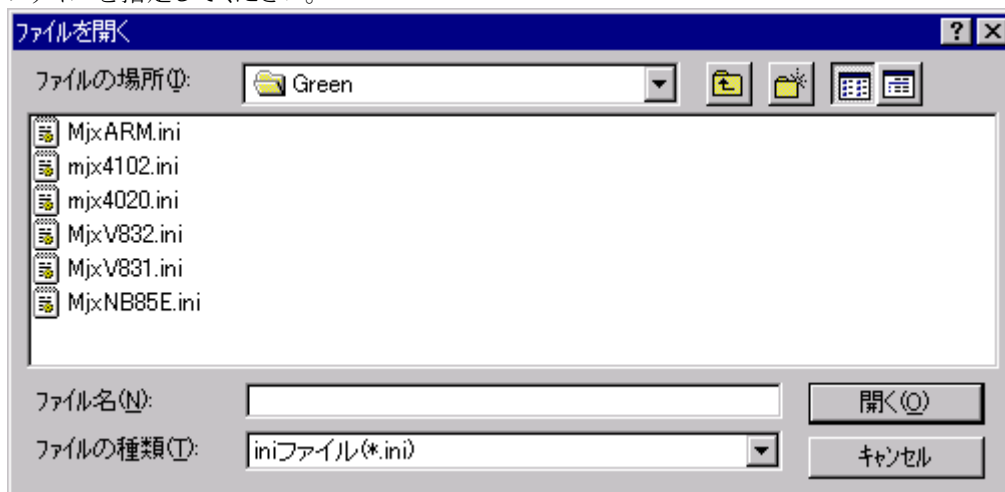 ファイルを開く
ファイルの場所(I):
Green
MjxARM.ini
mjx4102.ini
mjx4020.ini
MjxV832.ini
MjxV831.ini
MjxNB85E.ini
ファイル名(N):
開く(O)
ファイルの種類(T):
iniファイル(*.ini)
キャンセル